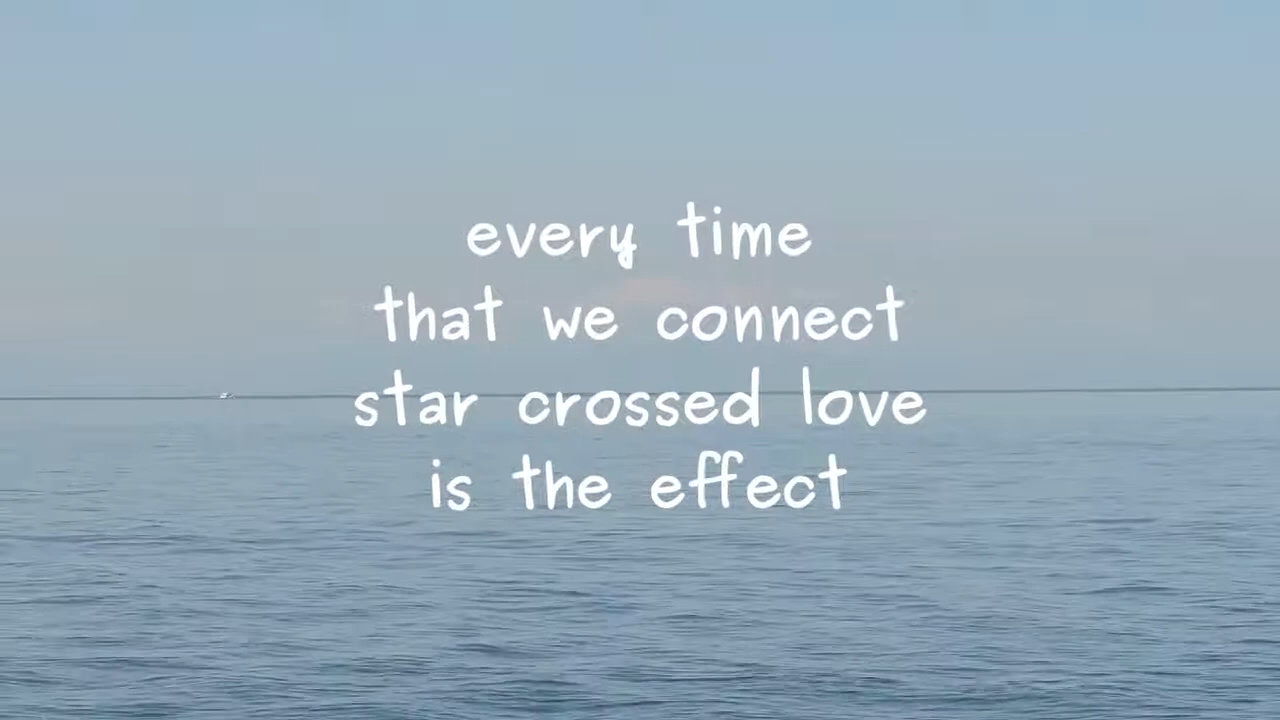 every time
that we connect
star crossed love
is the effect